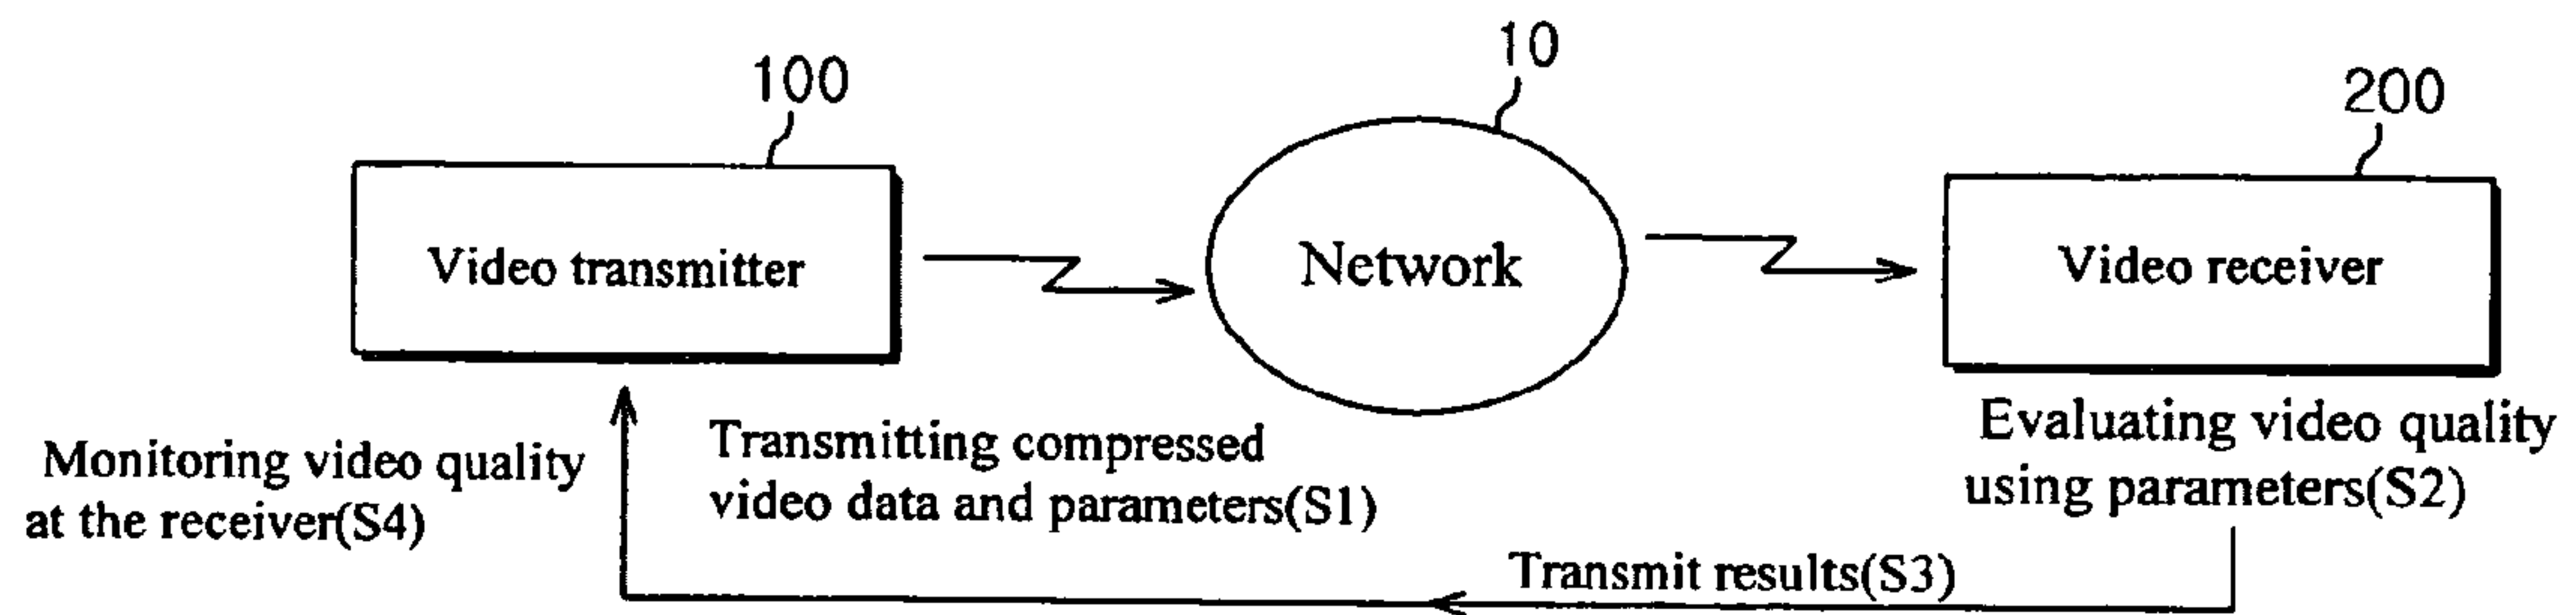 100
10
200
Video transmitter
Network
Video receiver
Monitoring video quality
at the receiver(S4)
Transmitting compressed
video data and parameters(S1)
Evaluating video quality
using parameters(S2)
Transmit results(S3)